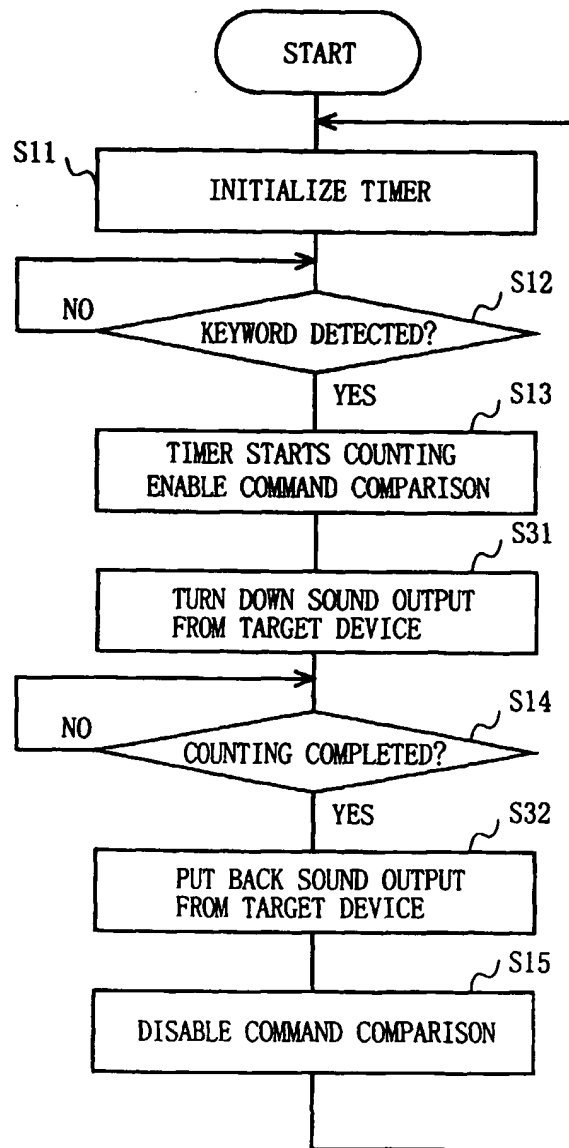 START
S11
INITIALIZE TIMER
S12
NO
KEYWORD DETECTED?
YES
S13
TIMER STARTS COUNTING
ENABLE COMMAND COMPARISON
S31
TURN DOWN SOUND OUTPUT
FROM TARGET DEVICE
S14
NO
COUNTING COMPLETED?
YES
S32
PUT BACK SOUND OUTPUT
FROM TARGET DEVICE
S15
DISABLE COMMAND COMPARISON